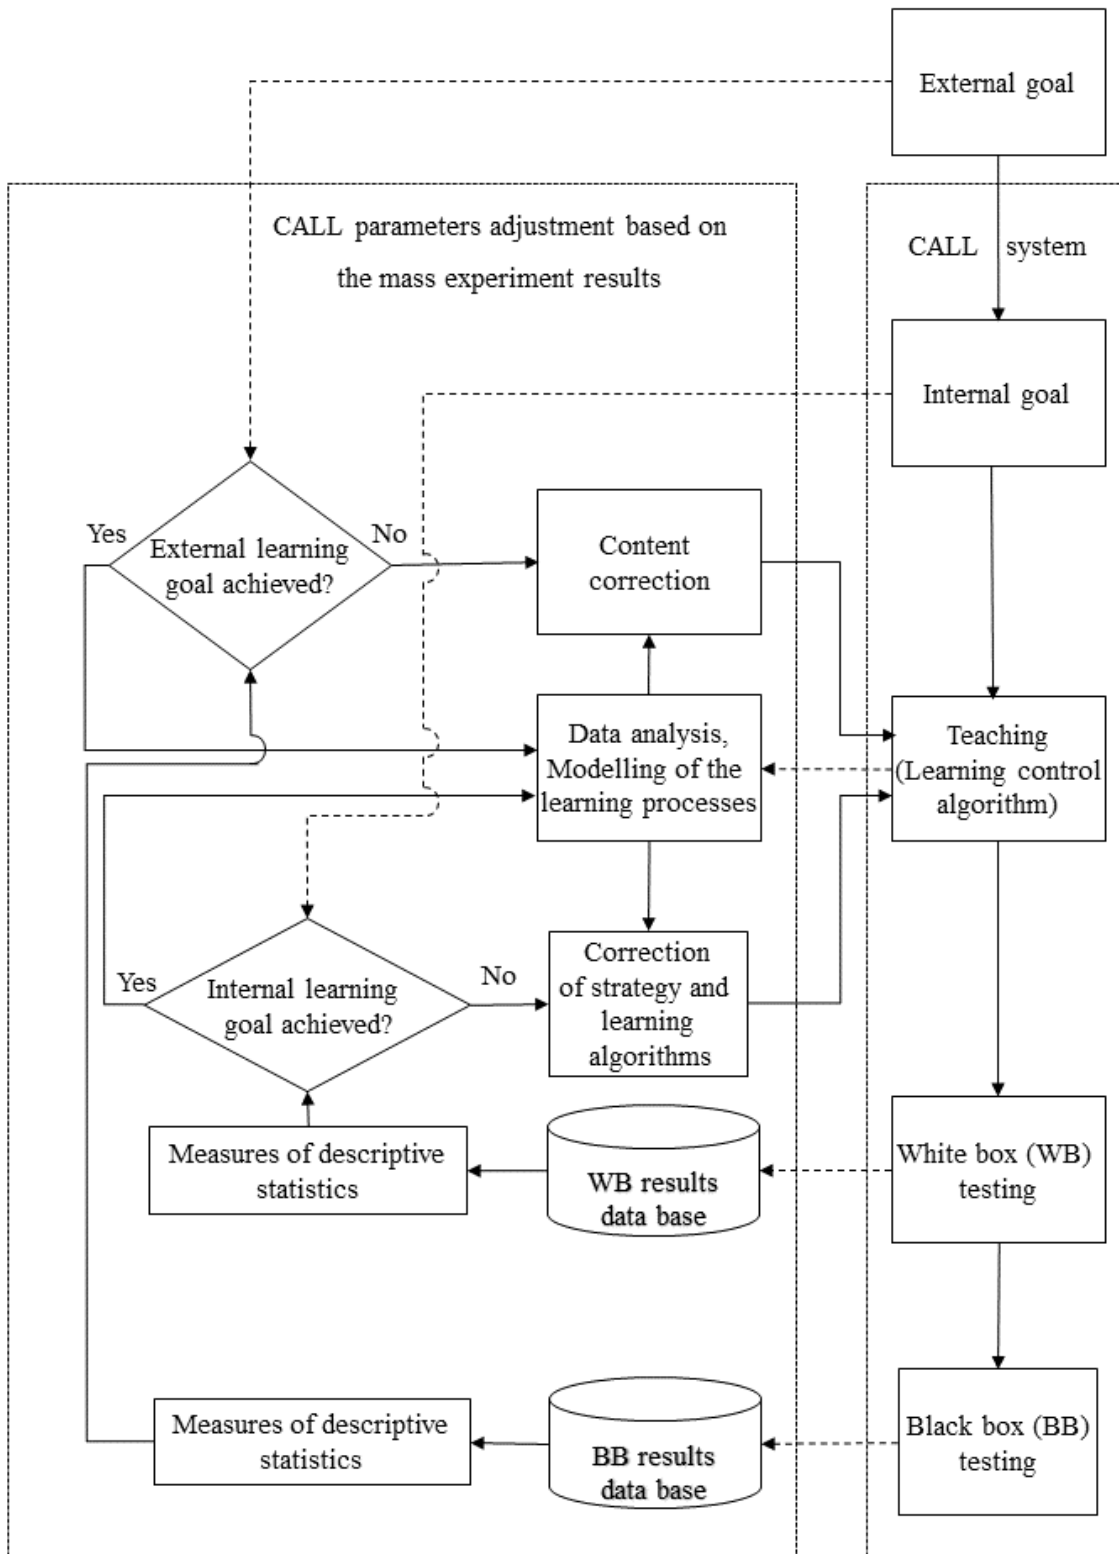 External goal
CALL parameters adjustment based on
the mass experiment results
CALL system
Internal goal
Yes
No
External learning
goal achieved?
Content
correction
Data analysis,
Modelling of the
learning processes
Teaching
(Learning control
algorithm)
Yes
No
Internal learning
goal achieved?
Correction
of strategy and
learning
algorithms
Measures of descriptive
statistics
WB results
data base
White box (WB)
testing
Measures of descriptive
statistics
BB results
data base
Black box (BB)
testing